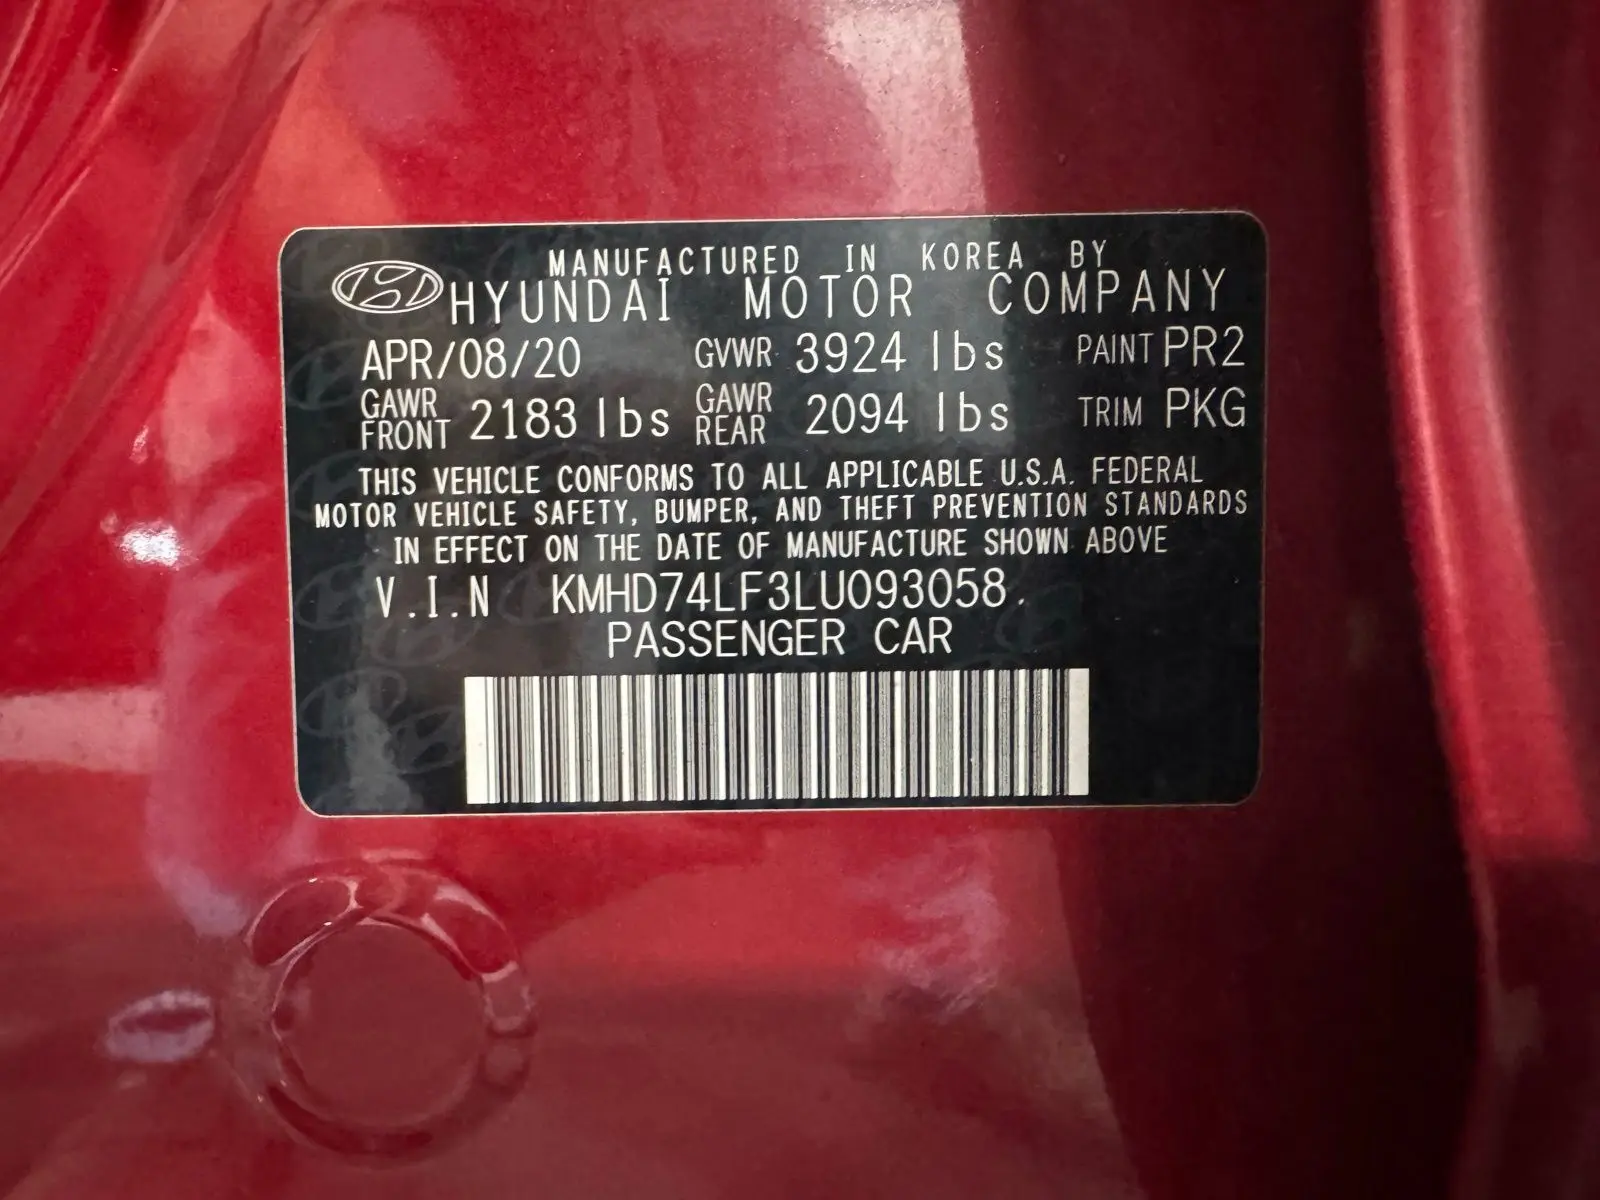 MANUFACTURED IN KOREA BY
HYUNDAI MOTOR COMPANY
APR/08/20 GVWR 3924 lbs PAINT PR2
GAWR FRONT 2183 lbs GAWR REAR 2094 lbs TRIM PKG
THIS VEHICLE CONFORMS TO ALL APPLICABLE U.S.A. FEDERAL
MOTOR VEHICLE SAFETY, BUMPER, AND THEFT PREVENTION STANDARDS
IN EFFECT ON THE DATE OF MANUFACTURE SHOWN ABOVE
V.I.N KMHD74LF3LU093058.
PASSENGER CAR